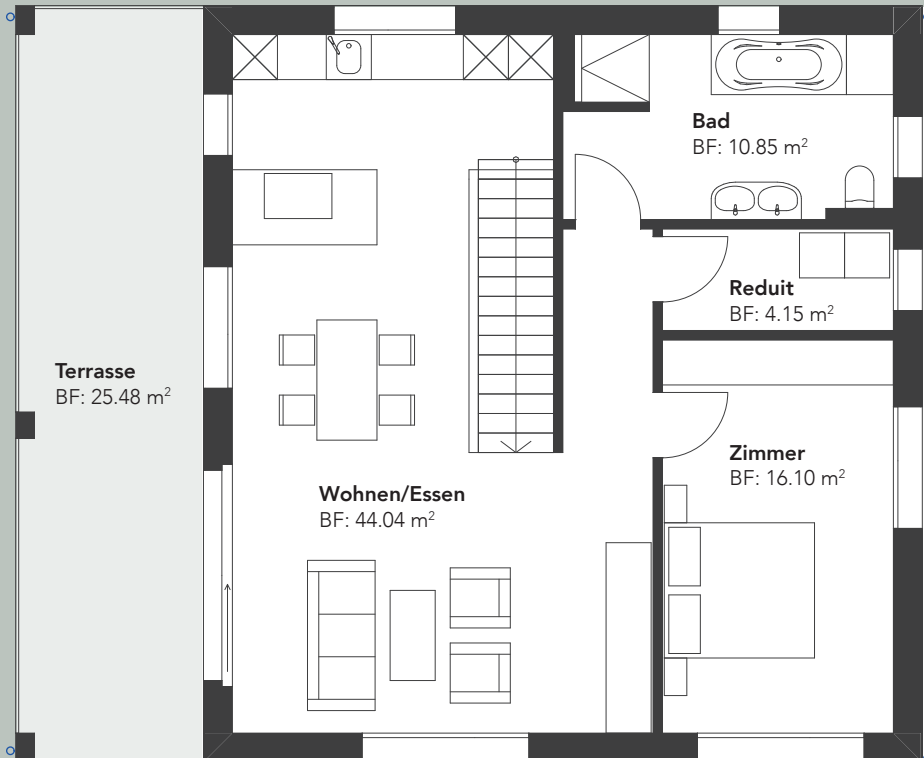 Bad
BF: 10.85 m²
Reduit
BF: 4.15 m²
Terrasse
BF: 25.48 m²
Zimmer
BF: 16.10 m²
Wohnen/Essen
BF: 44.04 m²